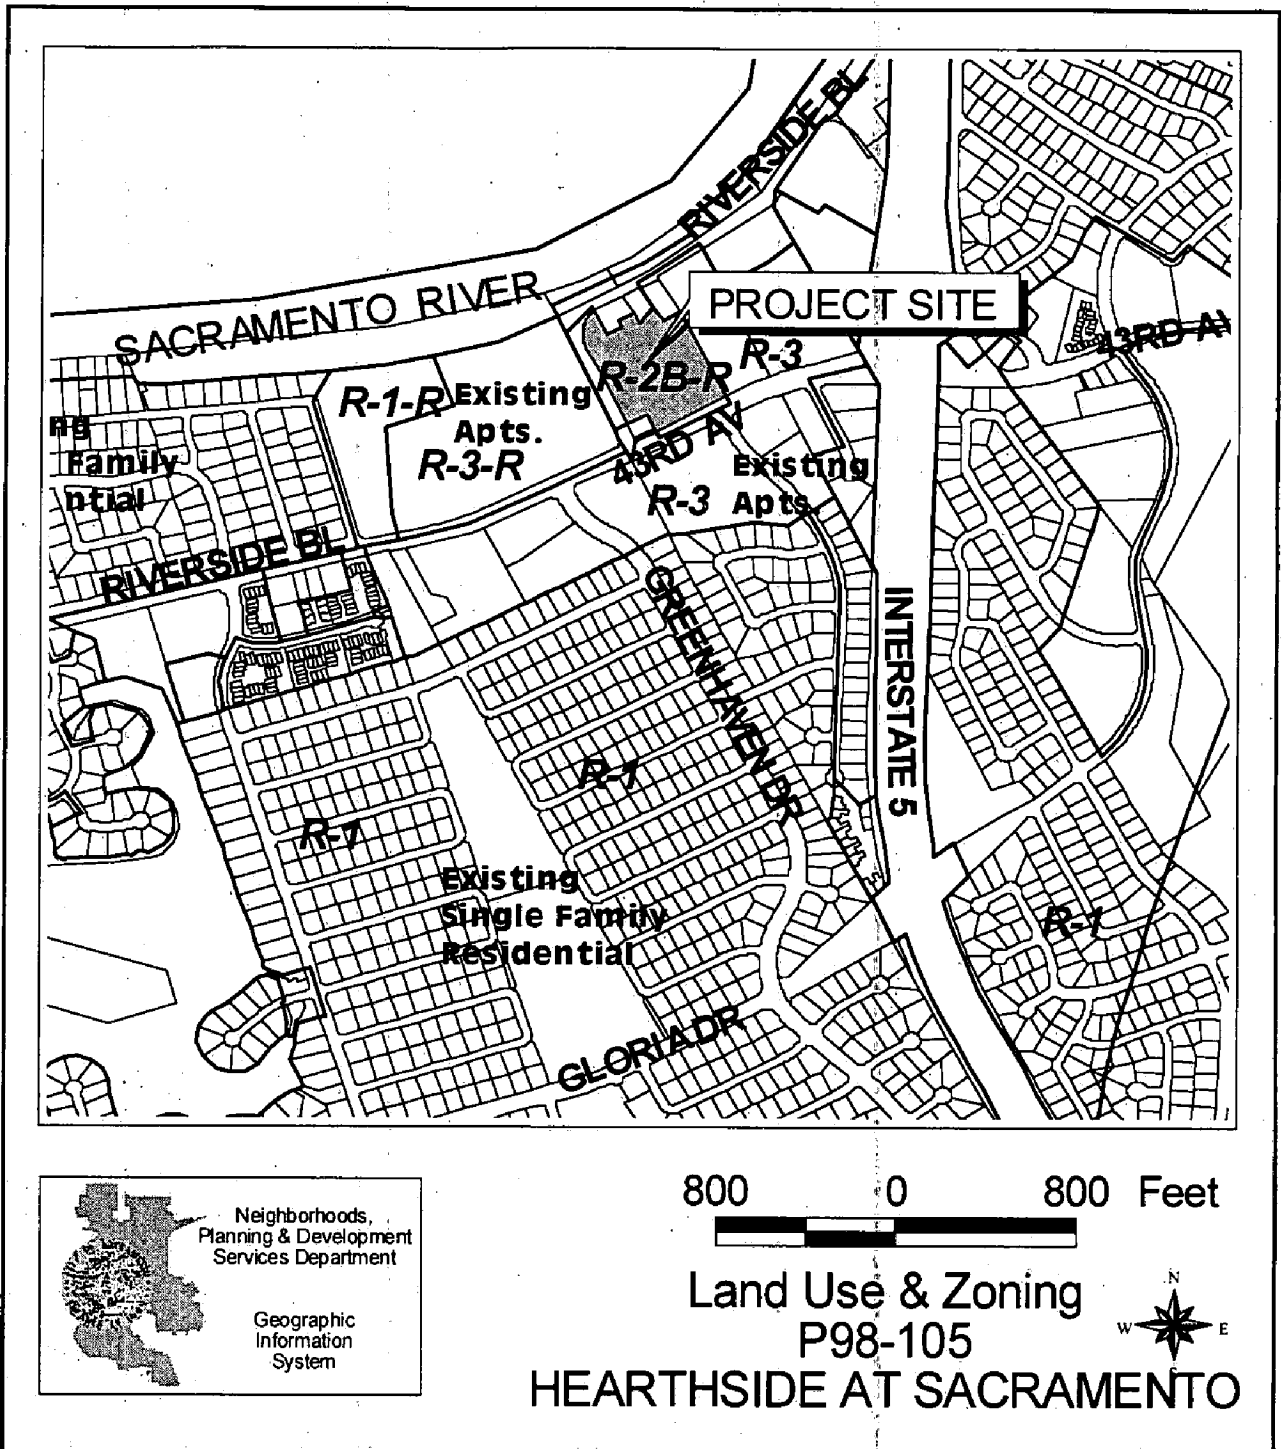 RIVERSIDE BL
SACRAMENTO RIVER
PROJECT SITE
43RD AV
R-3
R-2B-R
R-1-R
Existing
Apts.
R-3-R
43RD AV
Existing
R-3 Apts.
ng
Family
ntial
RIVERSIDE BL
GREENHAVEN DR
INTERSTATE 5
R-1
R-1
Existing
Single Family
Residential
R-1
GLORIA DR
800 0 800 Feet
Neighborhoods,
Planning & Development
Services Department
Geographic
Information
System
Land Use & Zoning
P98-105
HEARTHSIDE AT SACRAMENTO
N
W E
S